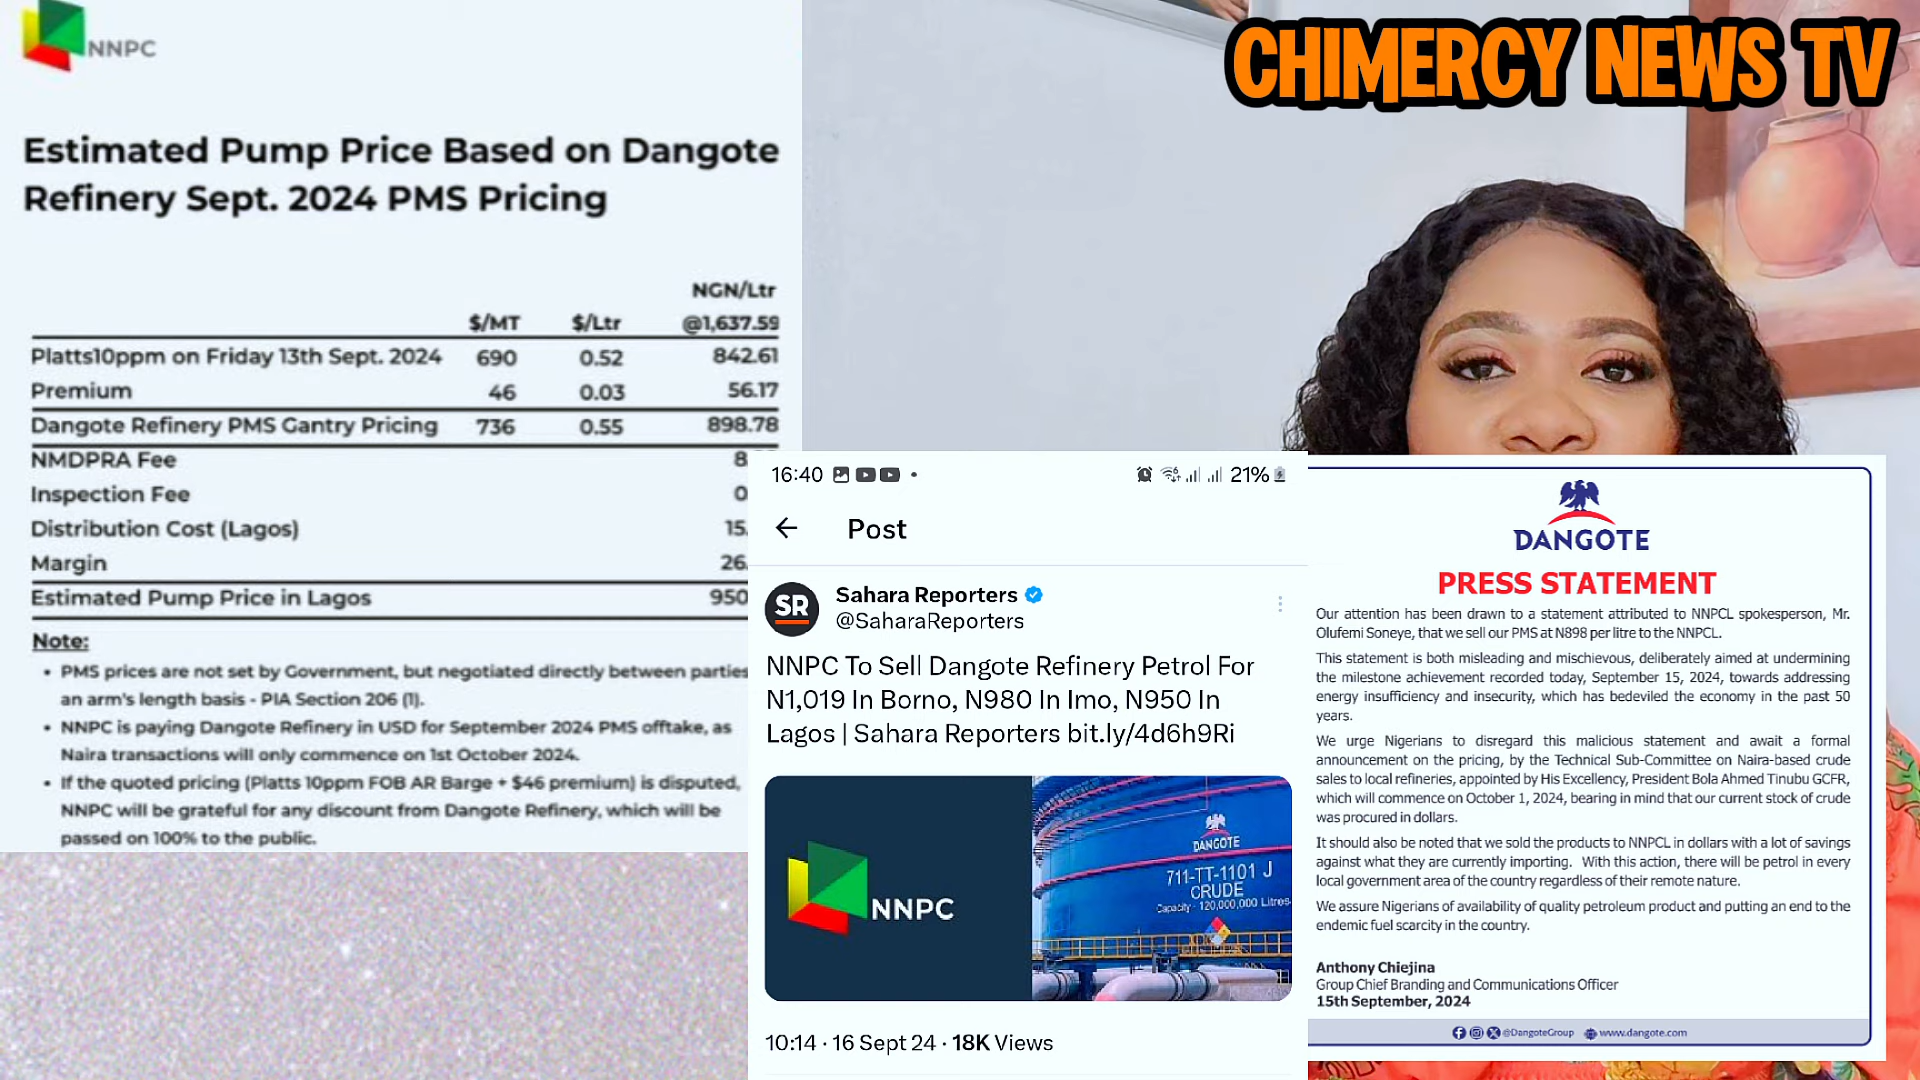 NNPC
Estimated Pump Price Based on Dangote
Refinery Sept. 2024 PMS Pricing
NGN/Ltr
$/MT $/Ltr @1,637.59
Platts10ppm on Friday 13th Sept. 2024 690 0.52 842.61
Premium 46 0.03 56.17
Dangote Refinery PMS Gantry Pricing 736 0.55 898.78
NMDPRA Fee 8
Inspection Fee 0
Distribution Cost (Lagos) 15.
Margin 26.
Estimated Pump Price in Lagos 950
Note:
• PMS prices are not set by Government, but negotiated directly between parties
an arm's length basis - PIA Section 206 (1).
• NNPC is paying Dangote Refinery in USD for September 2024 PMS offtake, as
Naira transactions will only commence on 1st October 2024.
• If the quoted pricing (Platts 10ppm FOB AR Barge + $46 premium) is disputed,
NNPC will be grateful for any discount from Dangote Refinery, which will be
passed on 100% to the public.
CHIMERCY NEWS TV
16:40 21%
Post
SR
Sahara Reporters
@SaharaReporters
NNPC To Sell Dangote Refinery Petrol For
N1,019 In Borno, N980 In Imo, N950 In
Lagos | Sahara Reporters bit.ly/4d6h9Ri
NNPC
DANGOTE
711-TT-1101 J
CRUDE
Capacity - 120,000,000 Litres
10:14 · 16 Sept 24 · 18K Views
DANGOTE
PRESS STATEMENT
Our attention has been drawn to a statement attributed to NNPCL spokesperson, Mr.
Olufemi Soneye, that we sell our PMS at N898 per litre to the NNPCL.
This statement is both misleading and mischievous, deliberately aimed at undermining
the milestone achievement recorded today, September 15, 2024, towards addressing
energy insufficiency and insecurity, which has bedeviled the economy in the past 50
years.
We urge Nigerians to disregard this malicious statement and await a formal
announcement on the pricing, by the Technical Sub-Committee on Naira-based crude
sales to local refineries, appointed by His Excellency, President Bola Ahmed Tinubu GCFR,
which will commence on October 1, 2024, bearing in mind that our current stock of crude
was procured in dollars.
It should also be noted that we sold the products to NNPCL in dollars with a lot of savings
against what they are currently importing. With this action, there will be petrol in every
local government area of the country regardless of their remote nature.
We assure Nigerians of availability of quality petroleum product and putting an end to the
endemic fuel scarcity in the country.
Anthony Chiejina
Group Chief Branding and Communications Officer
15th September, 2024
@DangoteGroup www.dangote.com